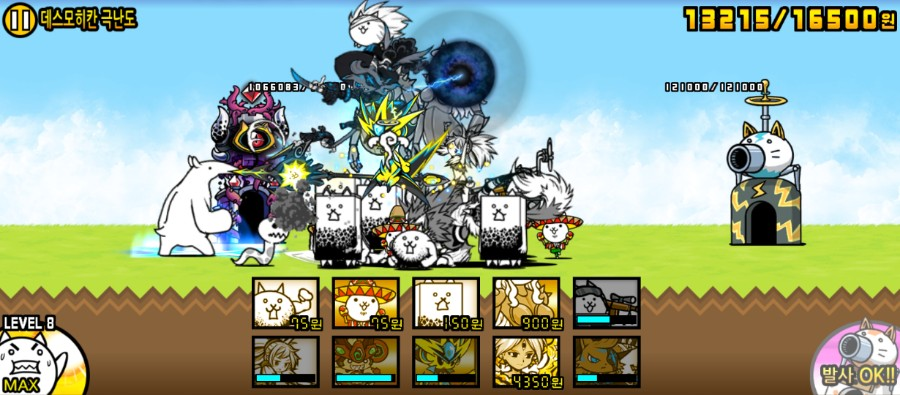 데스모히칸 극난도
13215/16500원
121000/121000
75원
75원
150원
900원
LEVEL 8
MAX
4350원
발사 OK!!